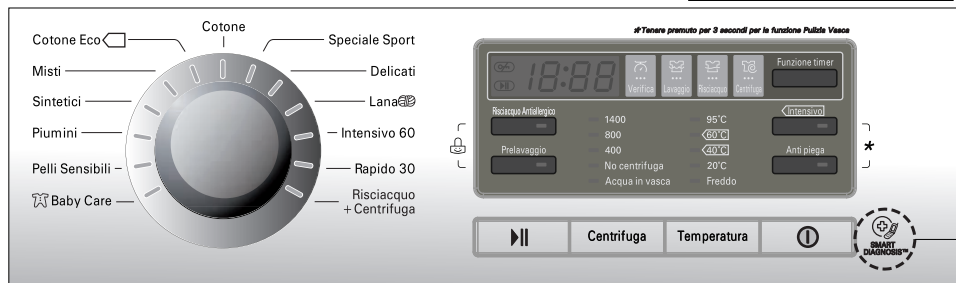 *Tenere premuto per 3 secondi per la funzione Pulizia Vasca
Cotone
Cotone Eco
Speciale Sport
Misti
Delicati
Sintetici
Lana
Piumini
Intensivo 60
Pelli Sensibili
Rapido 30
Baby Care
Risciacquo
+ Centrifuga
18:88
Verifica
Lavaggio
Risciacquo
Centrifuga
Funzione timer
Risciacquo Antiallergico
Prelavaggio
1400
800
400
No centrifuga
Acqua in vasca
95°C
60°C
40°C
20°C
Freddo
Intensivo
Anti piega
*
Centrifuga
Temperatura
SMART
DIAGNOSIS™